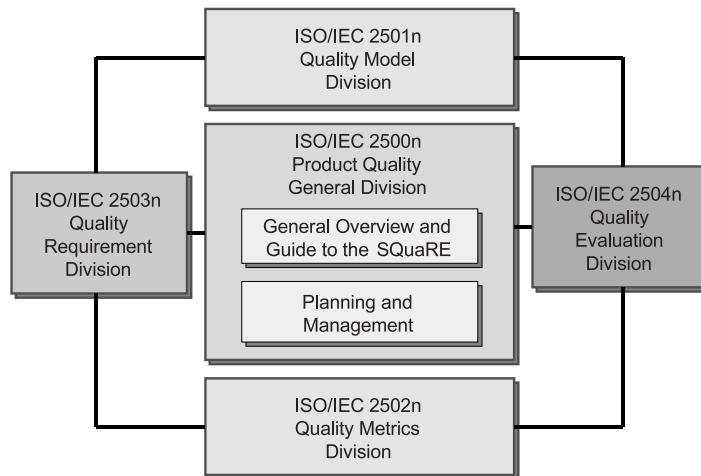 ISO/IEC 2501n
Quality Model
Division
ISO/IEC 2500n
Product Quality
General Division
General Overview and
Guide to the SQuaRE
Planning and
Management
ISO/IEC 2503n
Quality
Requirement
Division
ISO/IEC 2504n
Quality
Evaluation
Division
ISO/IEC 2502n
Quality Metrics
Division